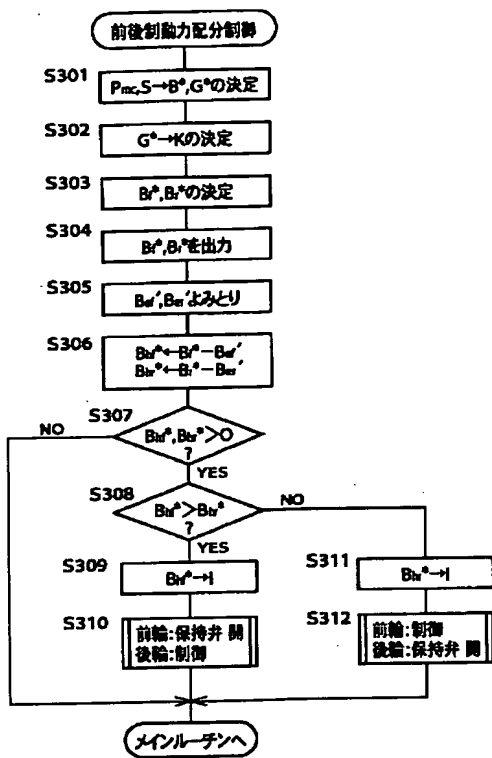 前後制動力配分制御
S301
Pmc,S→B*,G*の決定
S302
G*→Kの決定
S303
Bf*,Br*の決定
S304
Bf*,Br*を出力
S305
Bef′,Ber′よみとり
S306
Bhf*←Bf*−Bef′
Bhr*←Br*−Ber′
S307
NO
Bhf*,Bhr*>0
?
YES
S308
Bhf*>Bhr*
?
NO
YES
S309
Bhf*→I
S311
Bhr*→I
S310
前輪:保持弁 開
後輪:制御
S312
前輪:制御
後輪:保持弁 開
メインルーチンへ